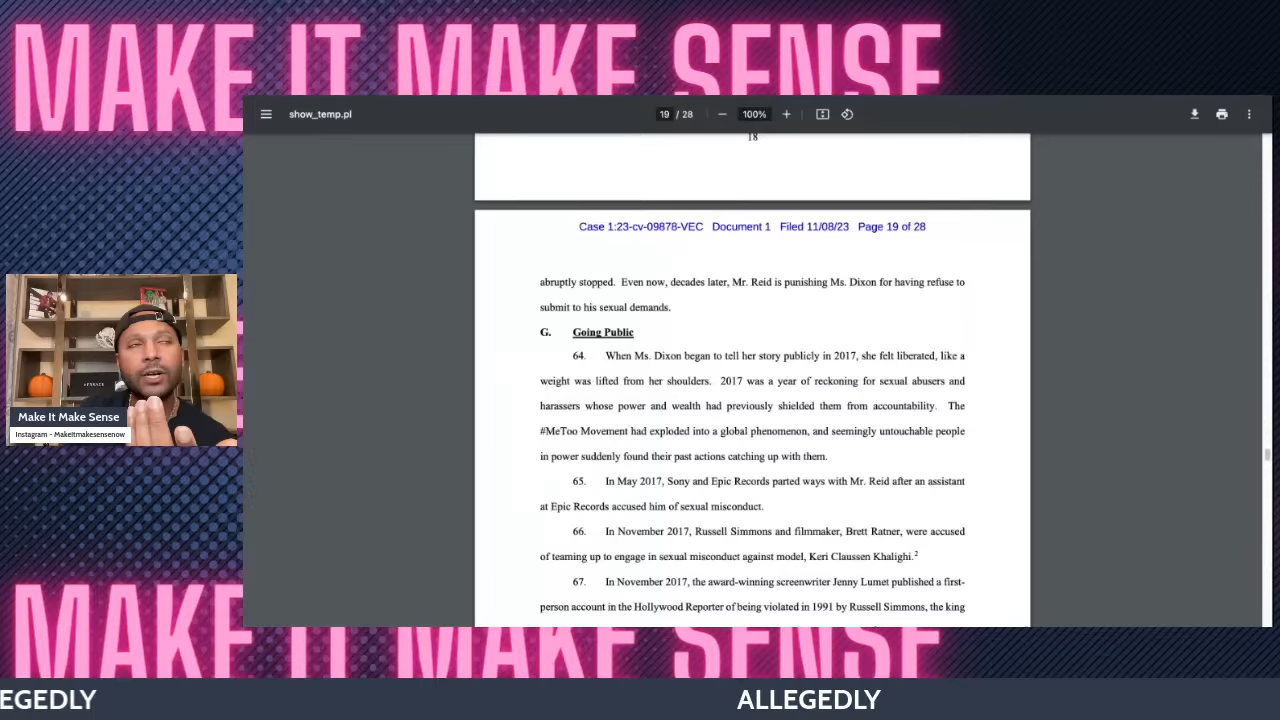 MAKE IT MAKE SENSE
show_temp.pl
19 / 28
100%
18
Case 1:23-cv-09878-VEC Document 1 Filed 11/08/23 Page 19 of 28
abruptly stopped. Even now, decades later, Mr. Reid is punishing Ms. Dixon for having refuse to
submit to his sexual demands.
G. Going Public
64. When Ms. Dixon began to tell her story publicly in 2017, she felt liberated, like a
weight was lifted from her shoulders. 2017 was a year of reckoning for sexual abusers and
harassers whose power and wealth had previously shielded them from accountability. The
#MeToo Movement had exploded into a global phenomenon, and seemingly untouchable people
in power suddenly found their past actions catching up with them.
65. In May 2017, Sony and Epic Records parted ways with Mr. Reid after an assistant
at Epic Records accused him of sexual misconduct.
66. In November 2017, Russell Simmons and filmmaker, Brett Ratner, were accused
of teaming up to engage in sexual misconduct against model, Keri Claussen Khalighi.2
67. In November 2017, the award-winning screenwriter Jenny Lumet published a first-
person account in the Hollywood Reporter of being violated in 1991 by Russell Simmons, the king
Make It Make Sense
Instagram - Makeitmakesensenow
MAKE IT MAKE SENSE
EGEDLY
ALLEGEDLY